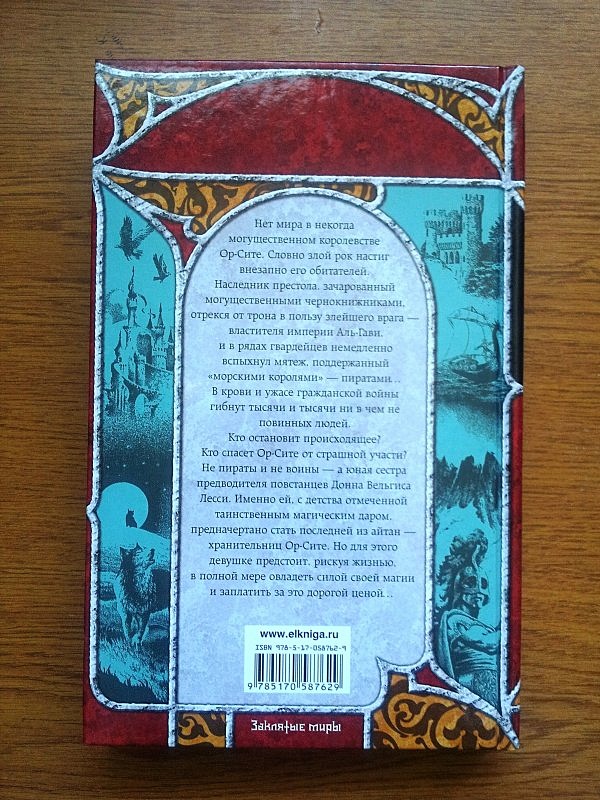 Нет мира в некогда
могущественном королевстве
Ор-Сите. Словно злой рок настиг
внезапно его обитателей.
Наследник престола, зачарованный
могущественными чернокнижниками,
отрекся от трона в пользу злейшего врага —
властителя империи Аль-Гави,
и в рядах гвардейцев немедленно
вспыхнул мятеж, поддержанный
«морскими королями» — пиратами...
В крови и ужасе гражданской войны
гибнут тысячи и тысячи ни в чем не
повинных людей.
Кто остановит происходящее?
Кто спасет Ор-Сите от страшной участи?
Не пираты и не воины — а юная сестра
предводителя повстанцев Донна Вельгиса
Лесси. Именно ей, с детства отмеченной
таинственным магическим даром,
предначертано стать последней из айтан —
хранительниц Ор-Сите. Но для этого
девушке предстоит, рискуя жизнью,
в полной мере овладеть силой своей магии
и заплатить за это дорогой ценой...
www.elkniga.ru
ISBN 978-5-17-058762-9
9 785170 587629
Заклятые миры